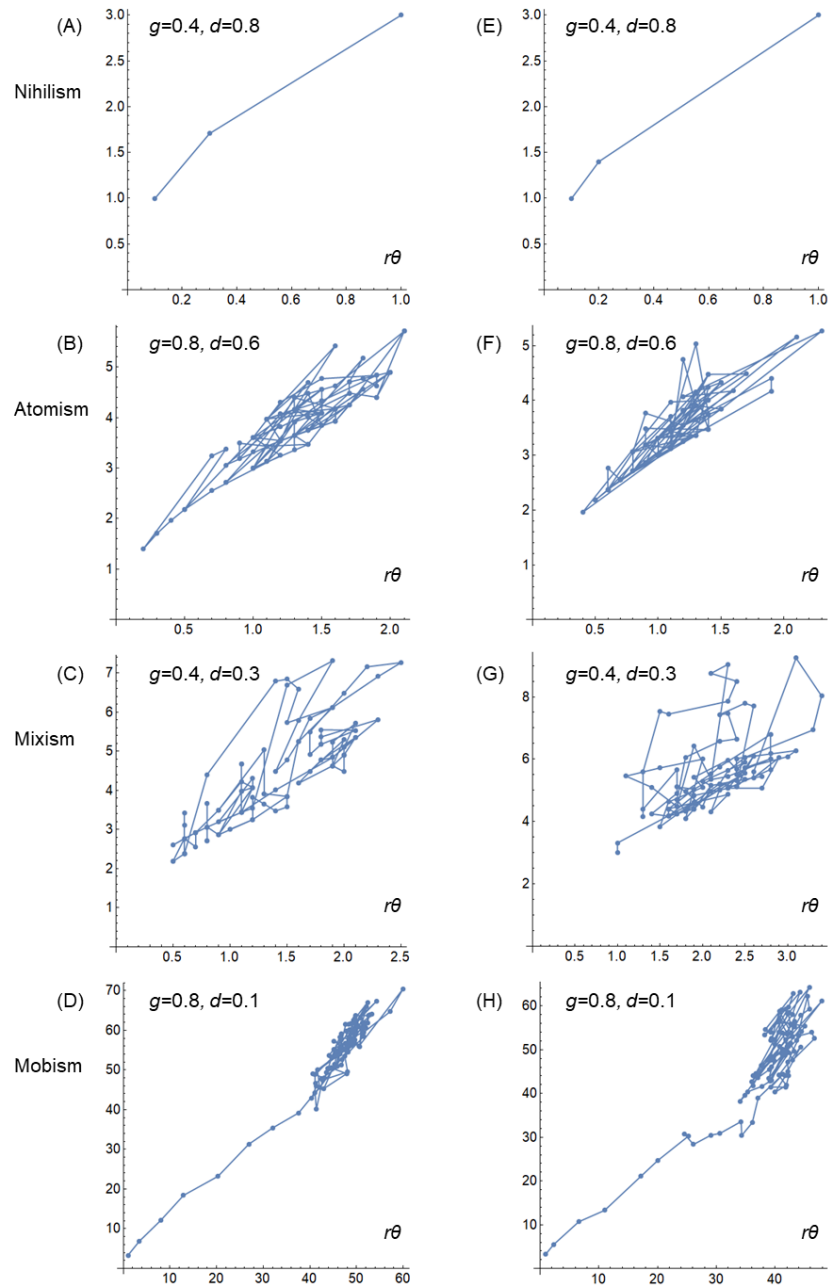 (A) g=0.4, d=0.8
3.0
2.5
2.0
1.5
1.0
0.5
rθ
0.2 0.4 0.6 0.8 1.0
(E) g=0.4, d=0.8
3.0
2.5
2.0
1.5
1.0
0.5
rθ
0.2 0.4 0.6 0.8 1.0
Nihilism
(B) g=0.8, d=0.6
5
4
3
2
1
rθ
0.5 1.0 1.5 2.0
(F) g=0.8, d=0.6
5
4
3
2
1
rθ
0.5 1.0 1.5 2.0
Atomism
(C) g=0.4, d=0.3
7
6
5
4
3
2
1
rθ
0.5 1.0 1.5 2.0 2.5
(G) g=0.4, d=0.3
8
6
4
2
rθ
0.5 1.0 1.5 2.0 2.5 3.0
Mixism
(D) g=0.8, d=0.1
70
60
50
40
30
20
10
rθ
10 20 30 40 50 60
(H) g=0.8, d=0.1
60
50
40
30
20
10
rθ
10 20 30 40
Mobism